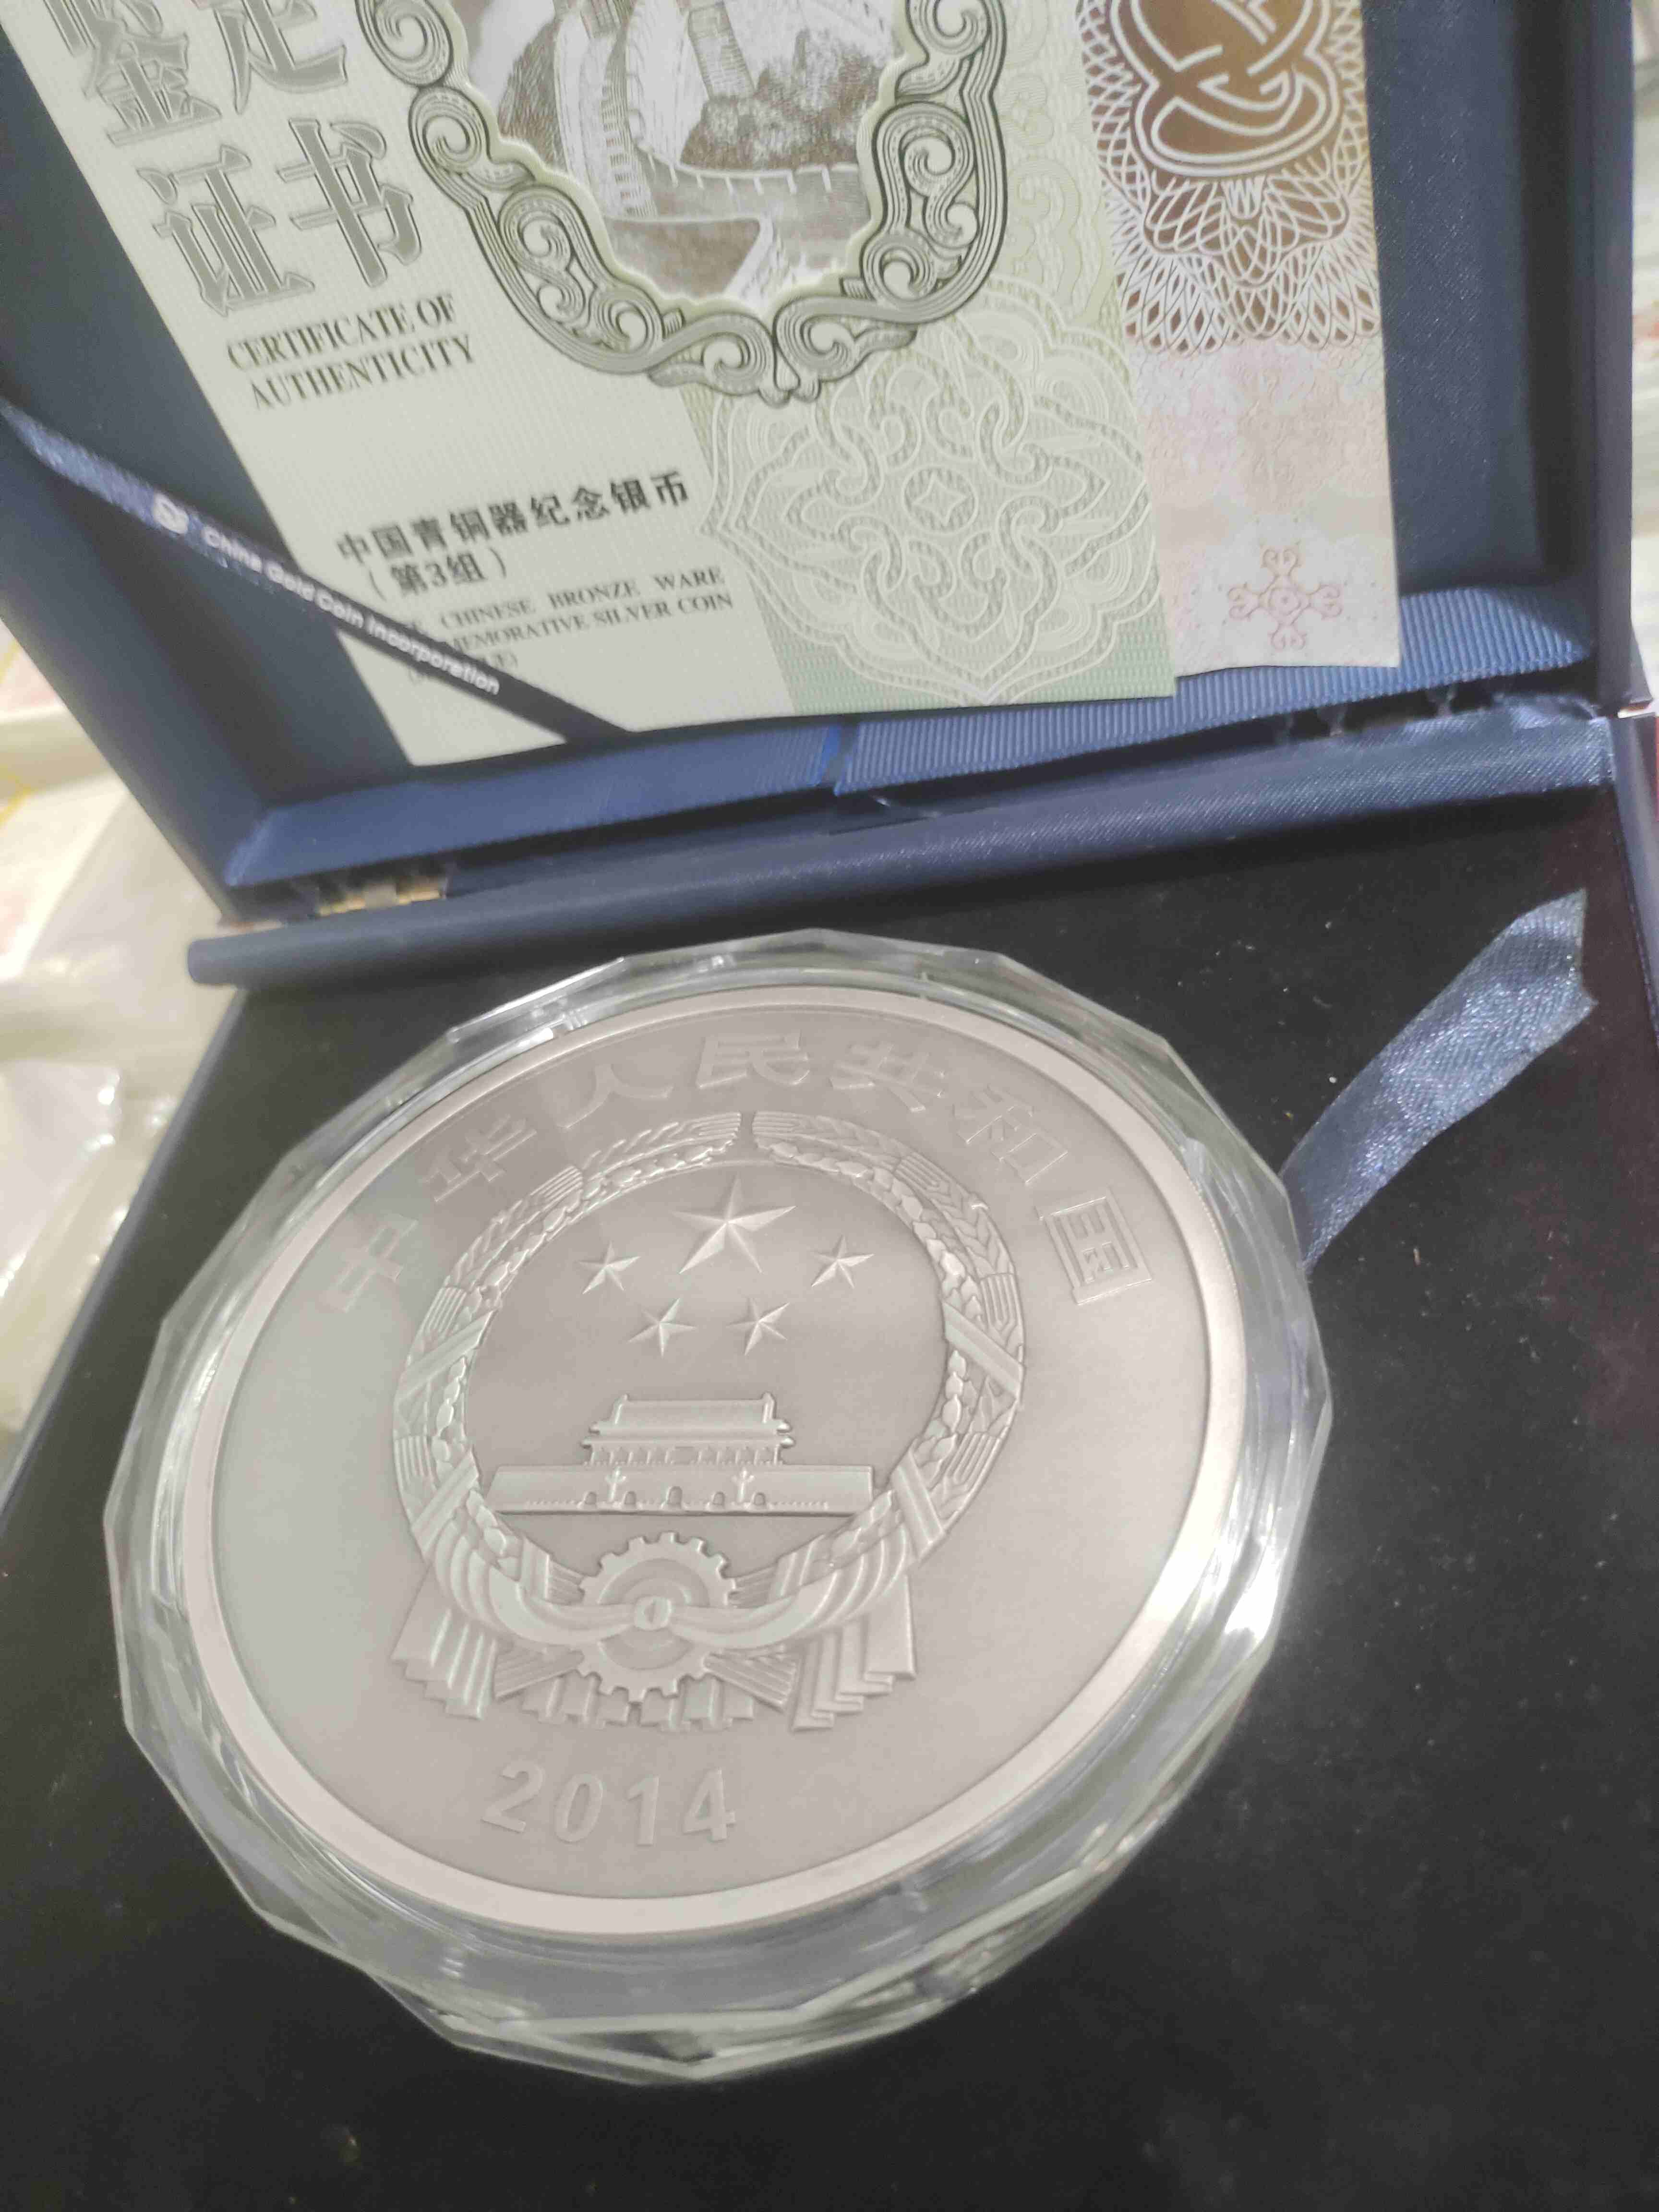 鉴定
证书
CERTIFICATE OF
AUTHENTICITY
中国青铜器纪念银币
（第3组）
CHINESE BRONZE WARE
SILVER COIN
China Gold Coin Incorporation
中华人民共和国
2014